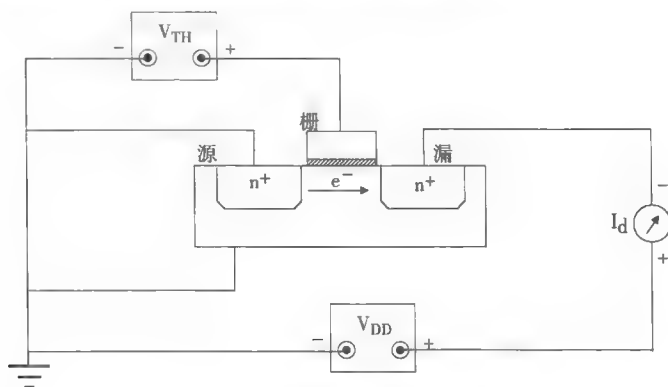 V_TH
- +
栅
源
漏
n+
e−
n+
-
I_d
+
V_DD
- +